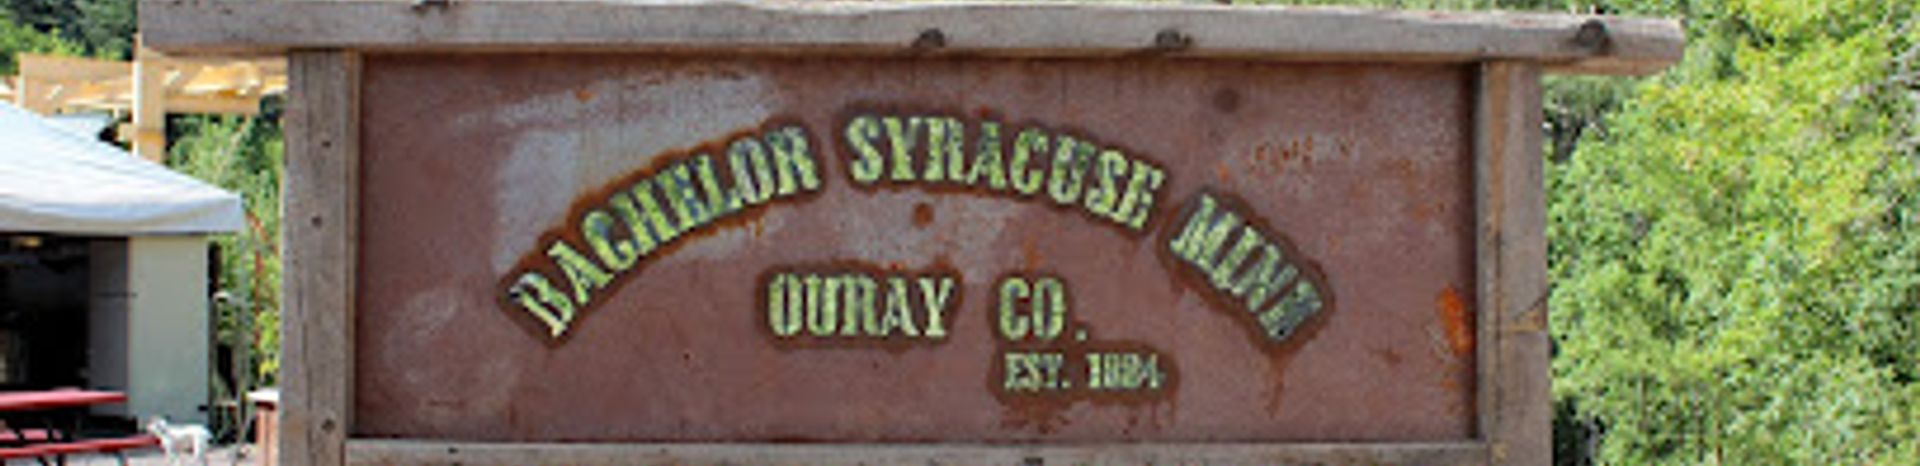 BACHELOR SYRACUSE MINE
OURAY CO.
EST. 1884